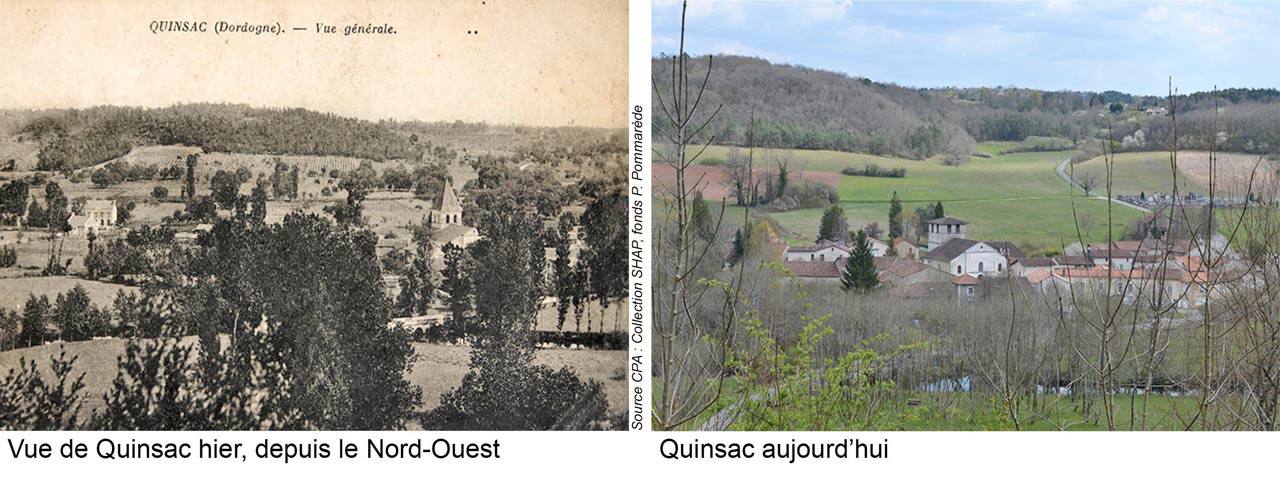 QUINSAC (Dordogne). — Vue générale.
Source CPA : Collection SHAP, fonds P. Pommarède
Vue de Quinsac hier, depuis le Nord-Ouest
Quinsac aujourd’hui